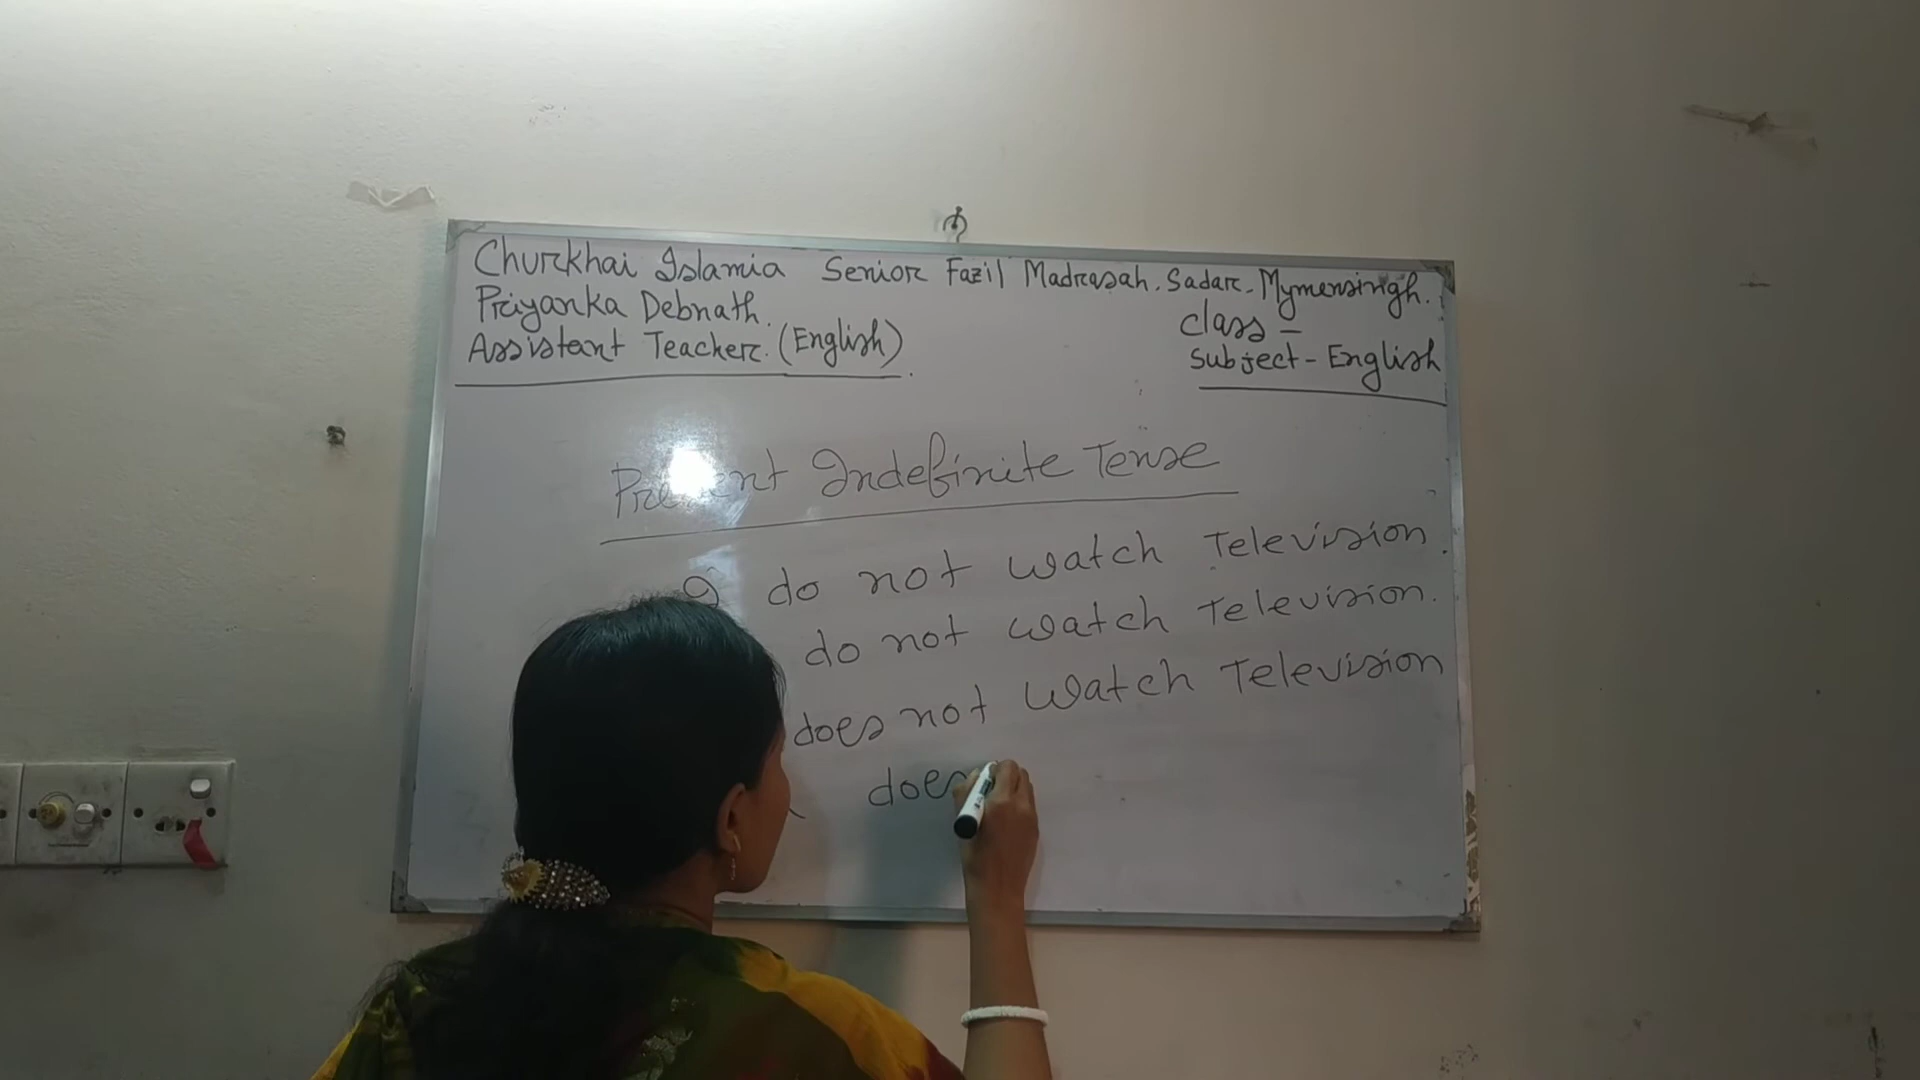 Churkhai Islamia Senior Fazil Madrasah. Sadar - Mymensingh.
Priyanka Debnath.
Assistant Teacher. (English)
Class -
Subject - English
Present Indefinite Tense
I do not watch Television.
do not watch Television.
does not watch Television
does